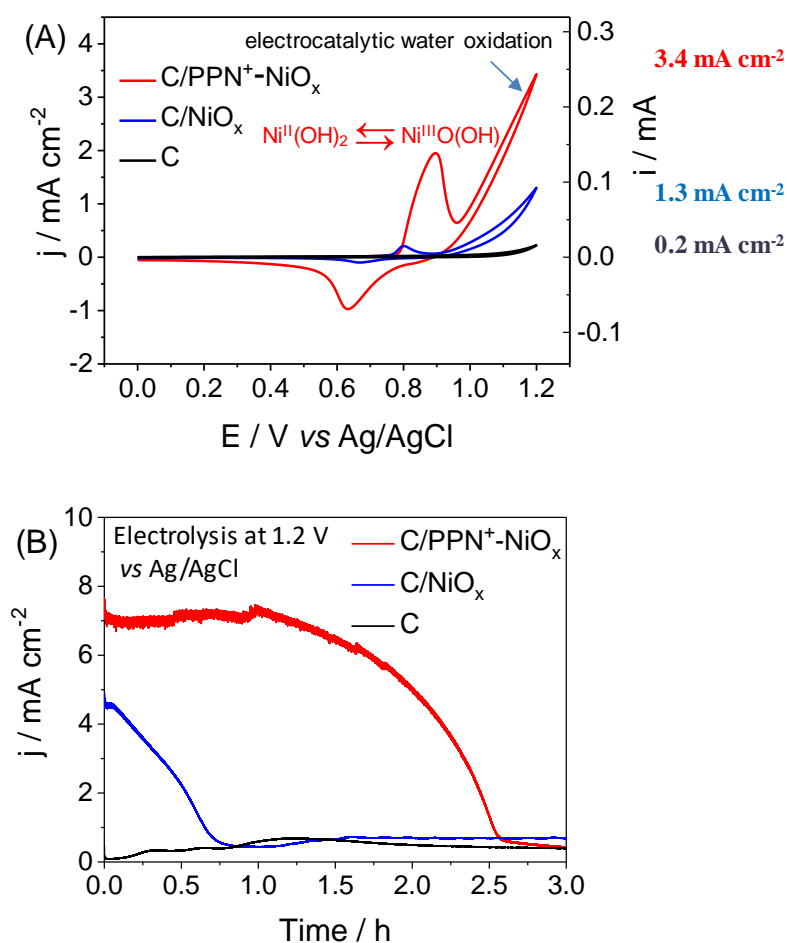 (A)
electrocatalytic water oxidation
C/PPN⁺-NiOₓ
C/NiOₓ
C
Niᴵᴵ(OH)₂ ⇄ NiᴵᴵᴵO(OH)
j / mA cm⁻²
4
3
2
1
0
-1
-2
0.3
0.2
0.1
0.0
-0.1
i / mA
3.4 mA cm⁻²
1.3 mA cm⁻²
0.2 mA cm⁻²
0.0 0.2 0.4 0.6 0.8 1.0 1.2
E / V vs Ag/AgCl
(B)
Electrolysis at 1.2 V
vs Ag/AgCl
C/PPN⁺-NiOₓ
C/NiOₓ
C
j / mA cm⁻²
10
8
6
4
2
0
0.0 0.5 1.0 1.5 2.0 2.5 3.0
Time / h